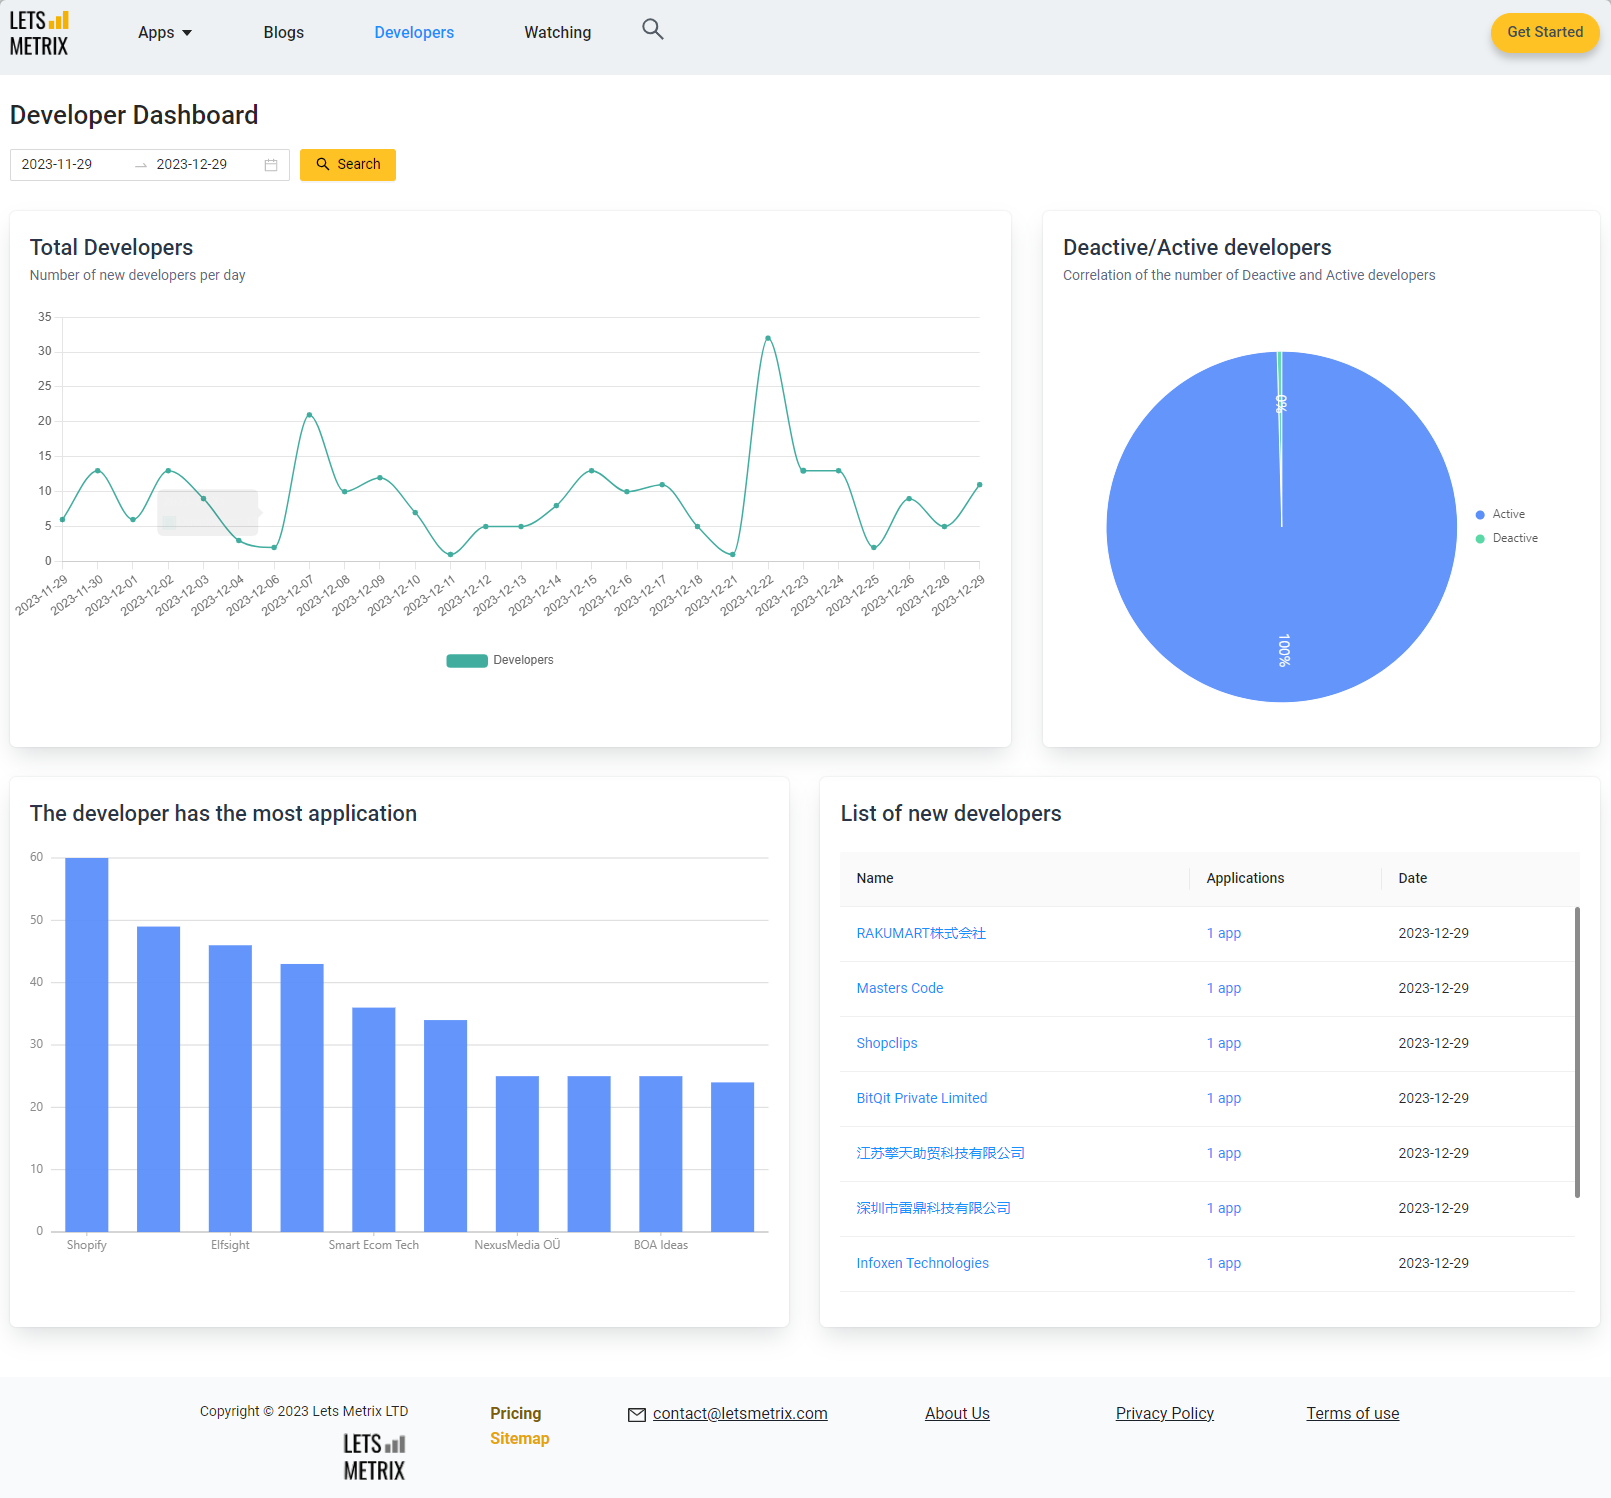 LETS
METRIX
Apps
Blogs
Developers
Watching
Get Started
Developer Dashboard
2023-11-29
2023-12-29
Search
Total Developers
Number of new developers per day
35
30
25
20
15
10
5
0
2023-11-29
2023-11-30
2023-12-01
2023-12-02
2023-12-03
2023-12-04
2023-12-06
2023-12-07
2023-12-08
2023-12-09
2023-12-10
2023-12-11
2023-12-12
2023-12-13
2023-12-14
2023-12-15
2023-12-16
2023-12-17
2023-12-18
2023-12-21
2023-12-22
2023-12-23
2023-12-24
2023-12-25
2023-12-26
2023-12-28
2023-12-29
Developers
Deactive/Active developers
Correlation of the number of Deactive and Active developers
0%
100%
Active
Deactive
The developer has the most application
60
50
40
30
20
10
0
Shopify
Elfsight
Smart Ecom Tech
NexusMedia OÜ
BOA Ideas
List of new developers
Name Applications Date
RAKUMART株式会社 1 app 2023-12-29
Masters Code 1 app 2023-12-29
Shopclips 1 app 2023-12-29
BitQit Private Limited 1 app 2023-12-29
江苏擎天助贸科技有限公司 1 app 2023-12-29
深圳市雷鼎科技有限公司 1 app 2023-12-29
Infoxen Technologies 1 app 2023-12-29
Copyright © 2023 Lets Metrix LTD
LETS
METRIX
Pricing
Sitemap
contact@letsmetrix.com
About Us
Privacy Policy
Terms of use